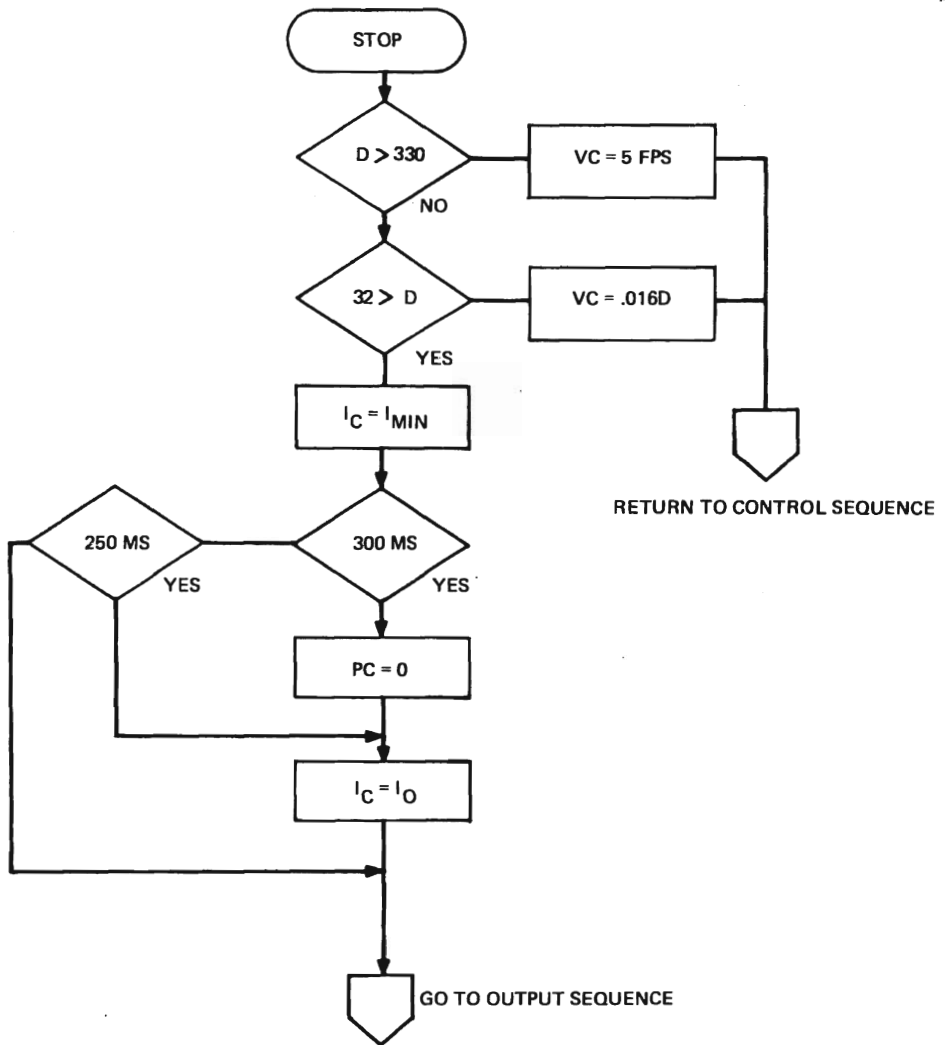 STOP
D > 330
VC = 5 FPS
NO
32 > D
VC = .016D
YES
I_C = I_MIN
RETURN TO CONTROL SEQUENCE
250 MS
300 MS
YES
YES
PC = 0
I_C = I_O
GO TO OUTPUT SEQUENCE